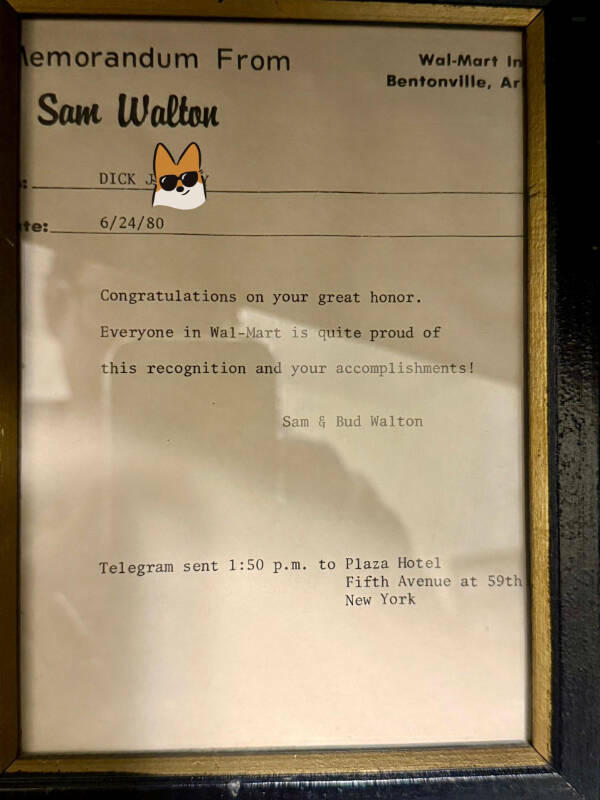 emorandum From
Wal-Mart In
Bentonville, Ar
Sam Walton
: DICK J Y
te: 6/24/80
Congratulations on your great honor.
Everyone in Wal-Mart is quite proud of
this recognition and your accomplishments!
Sam & Bud Walton
Telegram sent 1:50 p.m. to Plaza Hotel
Fifth Avenue at 59th
New York